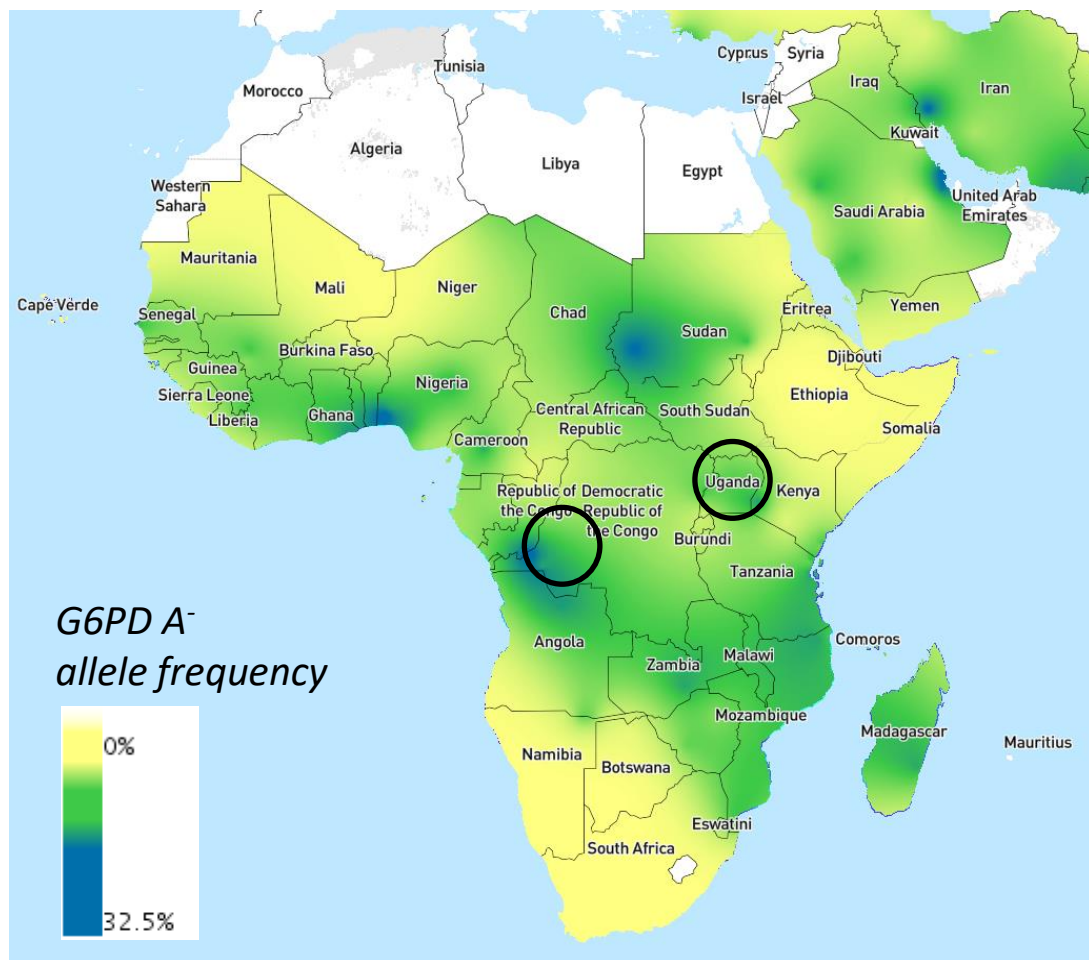 Cyprus
Syria
Tunisia
Iraq
Iran
Morocco
Israel
Kuwait
Algeria
Libya
Egypt
Western
Sahara
United Arab
Emirates
Saudi Arabia
Mauritania
Mali
Niger
Cape Verde
Chad
Sudan
Eritrea
Yemen
Senegal
Burkina Faso
Djibouti
Guinea
Nigeria
Ethiopia
Sierra Leone
Ghana
Central African
Republic
South Sudan
Liberia
Somalia
Cameroon
Uganda
Kenya
Republic of
the Congo
Democratic
Republic of
the Congo
Burundi
Tanzania
G6PD A-
allele frequency
Angola
Comoros
Malawi
Zambia
Mozambique
Madagascar
Mauritius
0%
Namibia
Botswana
Eswatini
South Africa
32.5%